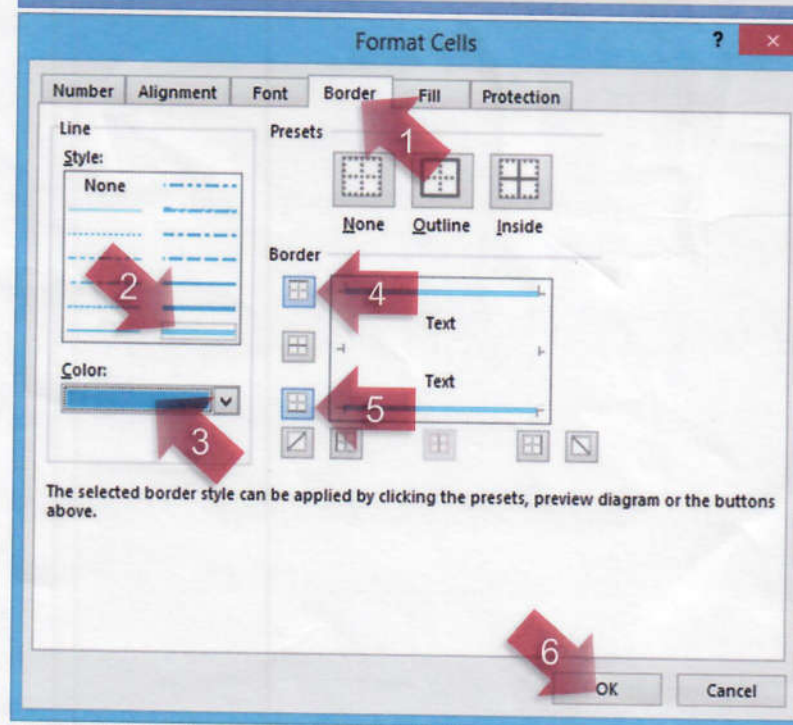 Format Cells ? ×
Number Alignment Font Border Fill Protection
Line
Style:
None
Presets
None Outline Inside
Border
Text
Text
Color:
1
2
3
4
5
The selected border style can be applied by clicking the presets, preview diagram or the buttons
above.
6
OK Cancel